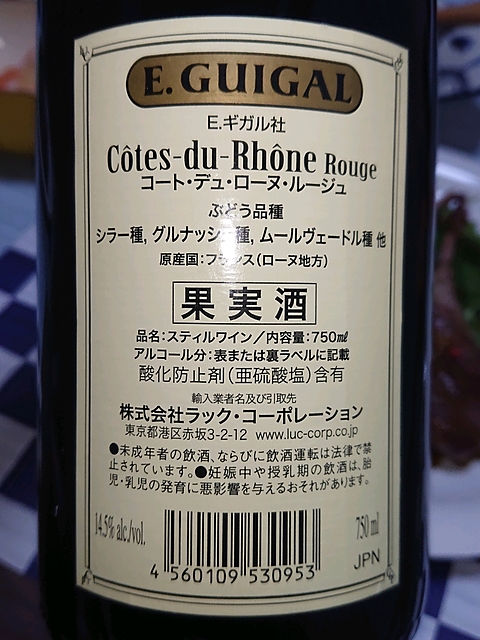 E. GUIGAL
E.ギガル社
Côtes-du-Rhône Rouge
コート・デュ・ローヌ・ルージュ
ぶどう品種
シラー種, グルナッシュ種, ムールヴェードル種 他
原産国:フランス(ローヌ地方)
果実酒
品名:スティルワイン/内容量:750㎖
アルコール分:表または裏ラベルに記載
酸化防止剤(亜硫酸塩)含有
輸入業者名及び引取先
株式会社ラック・コーポレーション
東京都港区赤坂3-2-12 www.luc-corp.co.jp
●未成年者の飲酒、ならびに飲酒運転は法律で禁
止されています。●妊娠中や授乳期の飲酒は、胎
児・乳児の発育に悪影響を与えるおそれがあります。
14.5% alc./vol.
750 ml
4 560109 530953
JPN